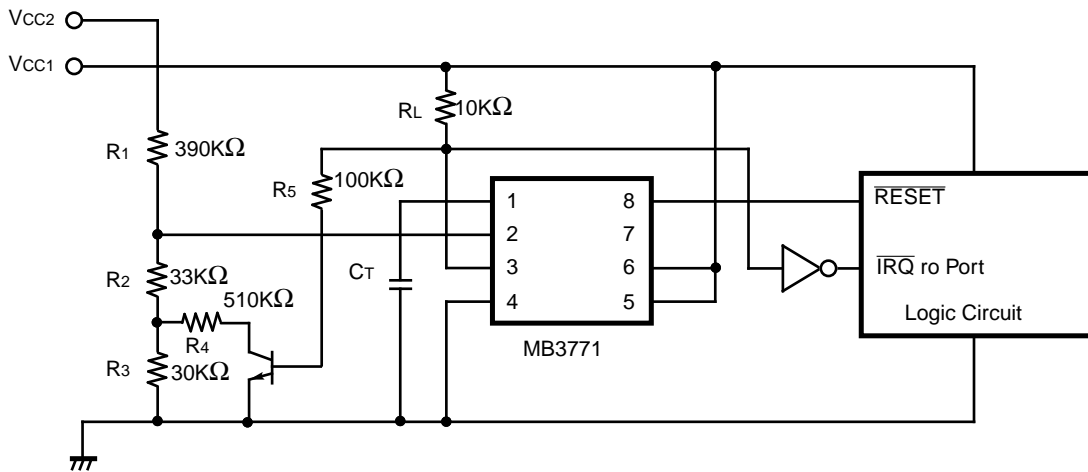 VCC2
VCC1
RL 10KΩ
R1 390KΩ
R5 100KΩ
1 8 RESET
2 7
R2 33KΩ
CT
3 6 IRQ ro Port
510KΩ
4 5
Logic Circuit
R4
MB3771
R3 30KΩ